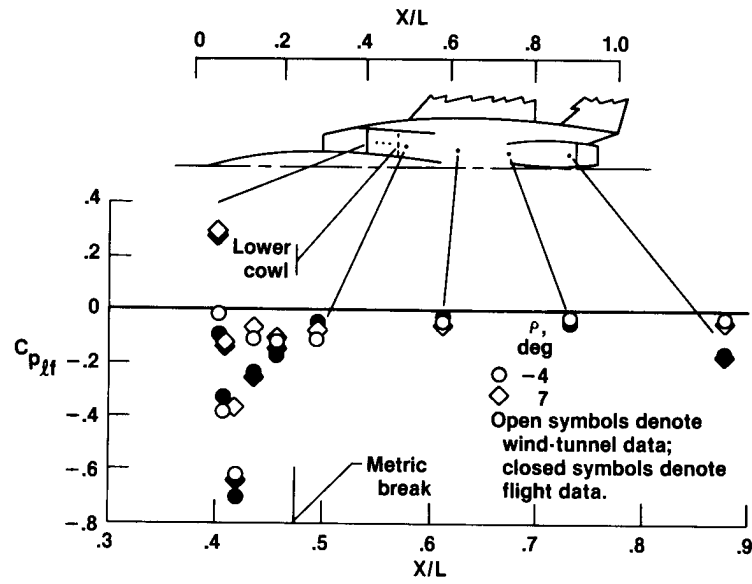 X/L
0 .2 .4 .6 .8 1.0
.4
.2
0
-.2
-.4
-.6
-.8
C p ℓf
Lower
cowl
ρ,
deg
○ -4
◇ 7
Open symbols denote
wind-tunnel data;
closed symbols denote
flight data.
Metric
break
.3 .4 .5 .6 .7 .8 .9
X/L